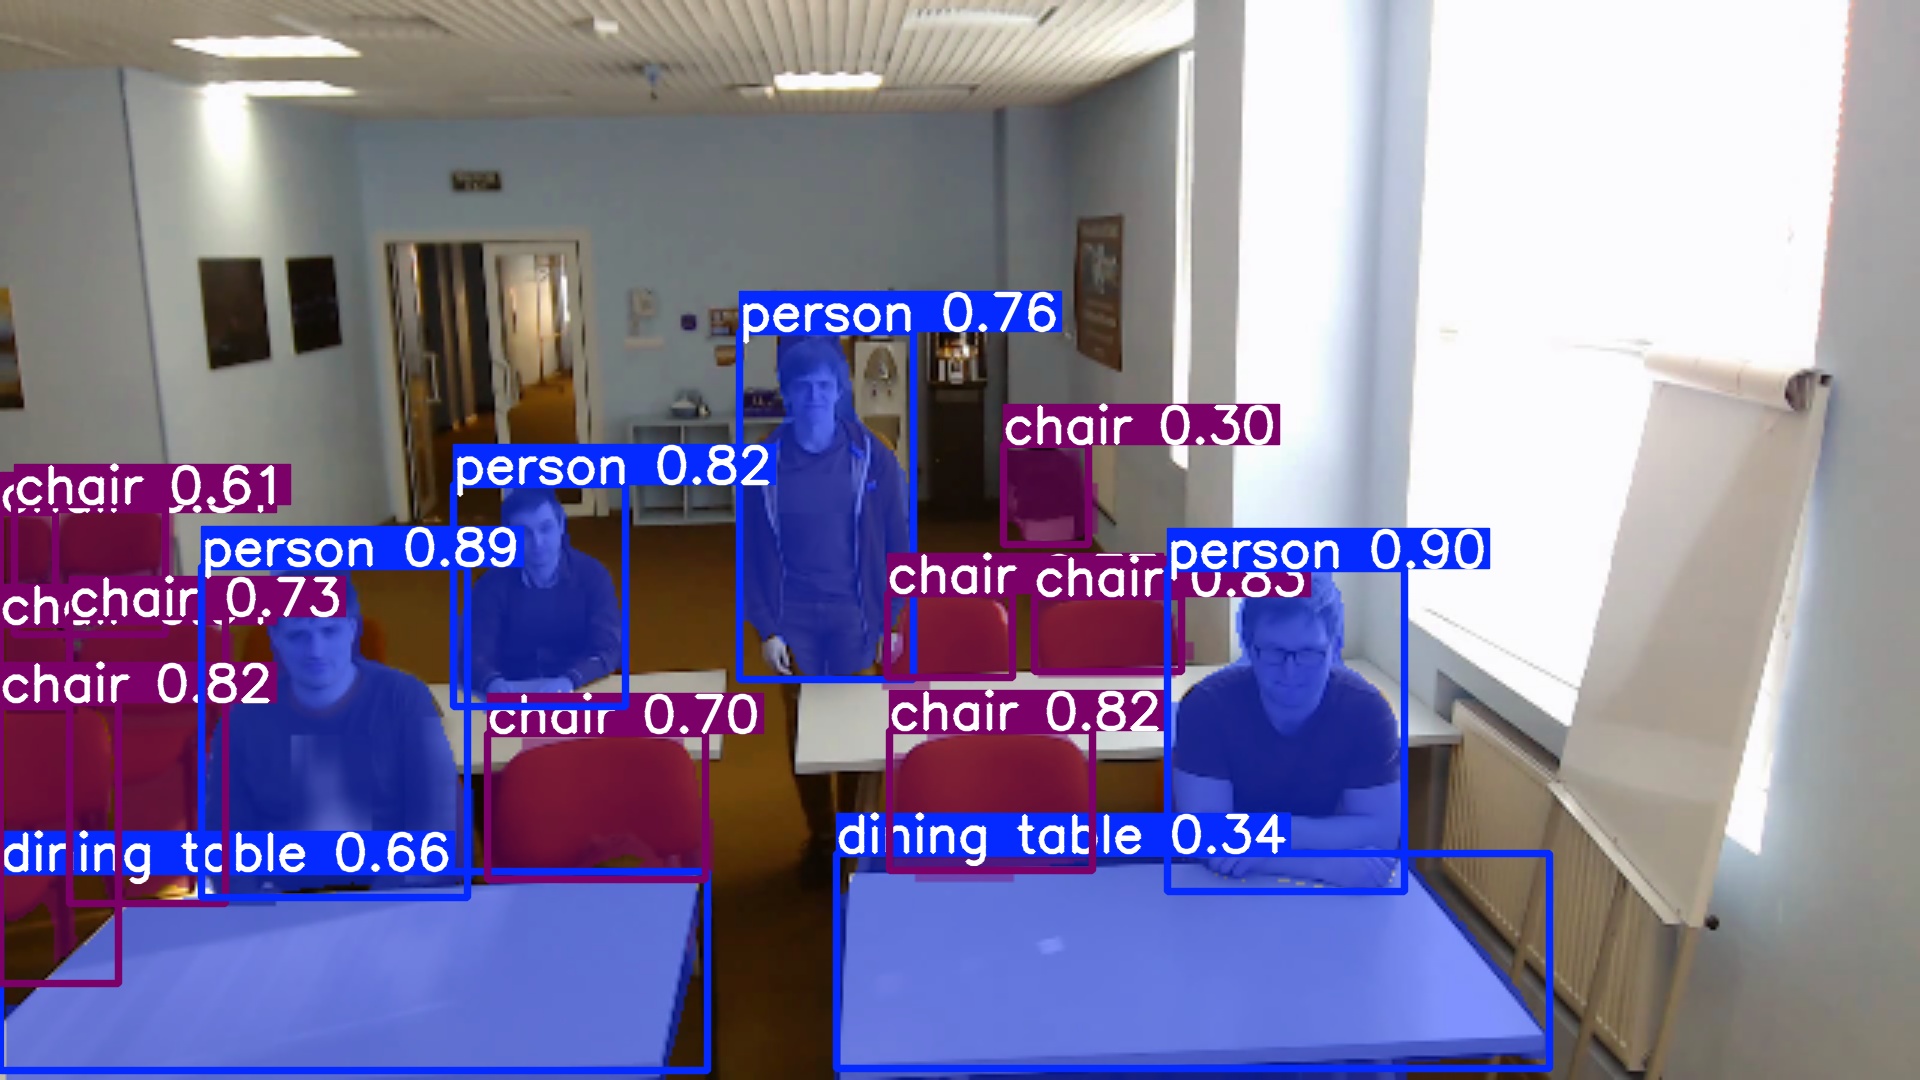 person 0.76
chair 0.30
person 0.82
chair 0.61
person 0.89
person 0.90
chair
chair 0.83
chair 0.73
chair 0.82
chair 0.70
chair 0.82
dining table 0.66
dining table 0.34